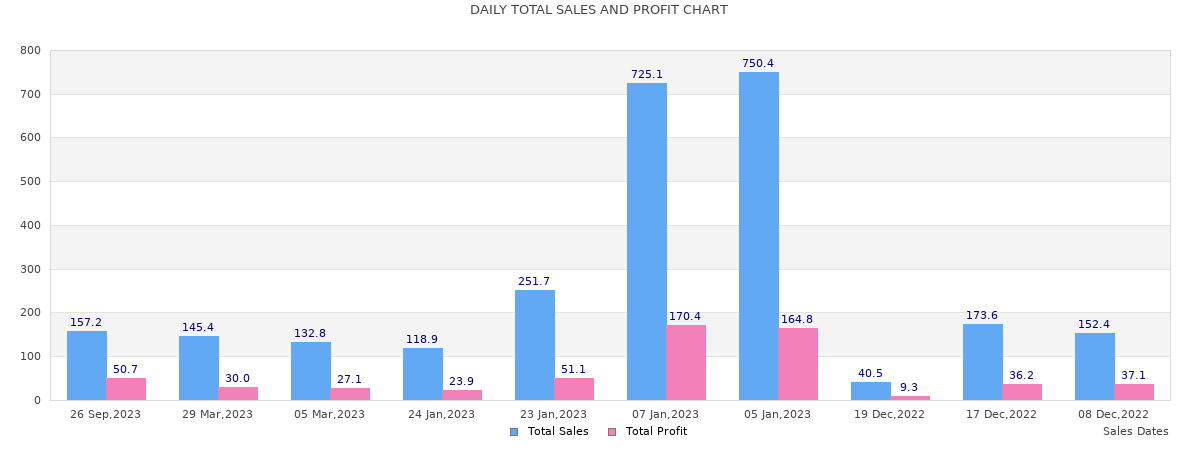 DAILY TOTAL SALES AND PROFIT CHART
800
700
600
500
400
300
200
100
0
725.1
750.4
251.7
157.2
145.4
132.8
118.9
170.4
164.8
173.6
152.4
50.7
30.0
27.1
23.9
51.1
40.5
9.3
36.2
37.1
26 Sep,2023
29 Mar,2023
05 Mar,2023
24 Jan,2023
23 Jan,2023
07 Jan,2023
05 Jan,2023
19 Dec,2022
17 Dec,2022
08 Dec,2022
Total Sales
Total Profit
Sales Dates